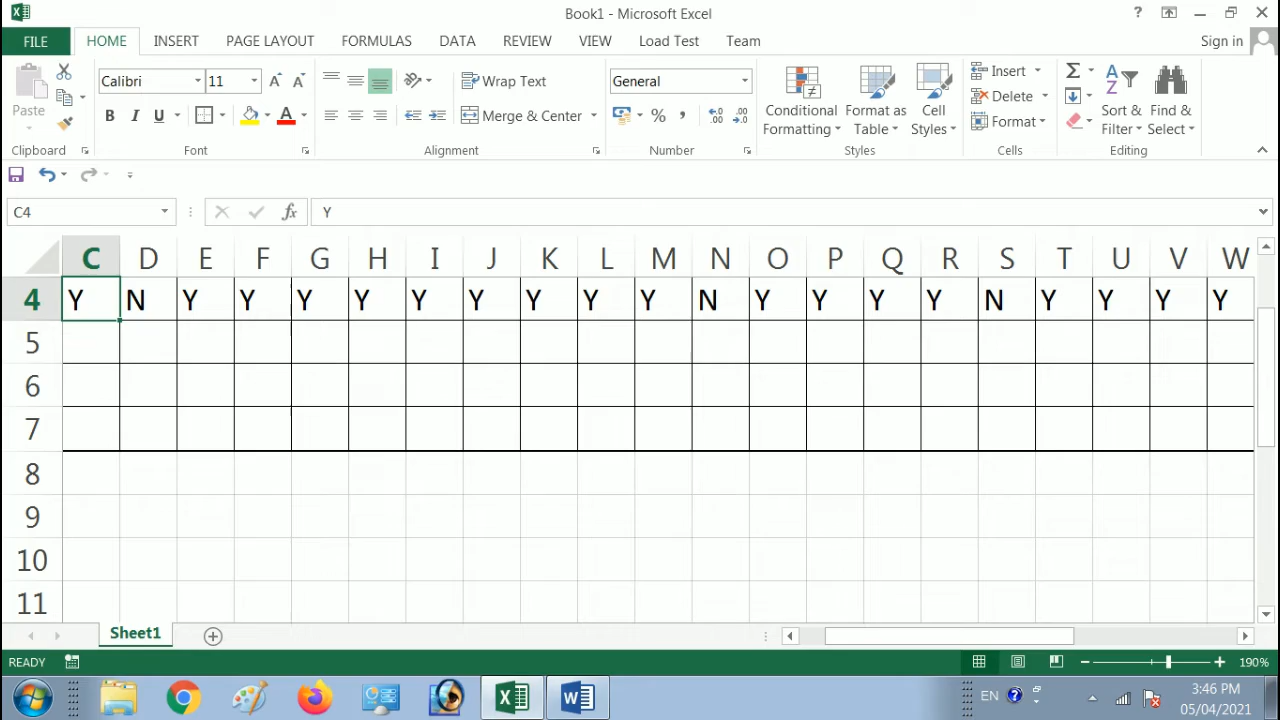 Book1 - Microsoft Excel
?
FILE HOME INSERT PAGE LAYOUT FORMULAS DATA REVIEW VIEW Load Test Team Sign in
Paste
Calibri 11 A A
B I U A
Wrap Text
Merge & Center
General
% ,
Conditional Formatting
Format as Table
Cell Styles
Insert
Delete
Format
Sort & Filter
Find & Select
Clipboard Font Alignment Number Styles Cells Editing
C4 fx Y
C D E F G H I J K L M N O P Q R S T U V W
4 Y N Y Y Y Y Y Y Y Y Y N Y Y Y Y N Y Y Y Y
5
6
7
8
9
10
11
Sheet1
READY 190%
EN 3:46 PM
05/04/2021